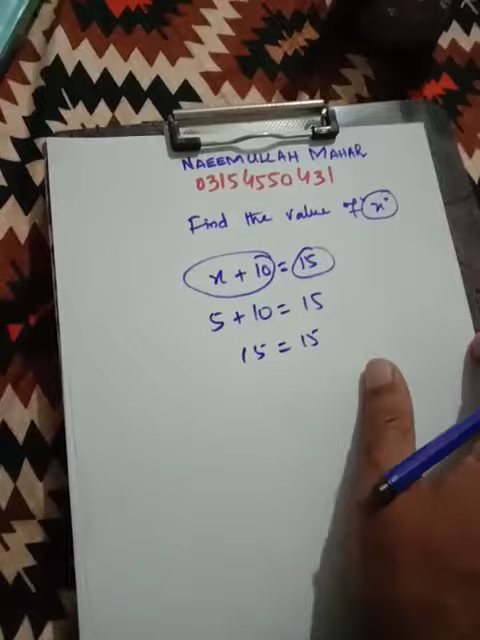 NAEEMULLAH MAHAR
03154550431
Find the value of "x"
x + 10 = 15
5 + 10 = 15
15 = 15